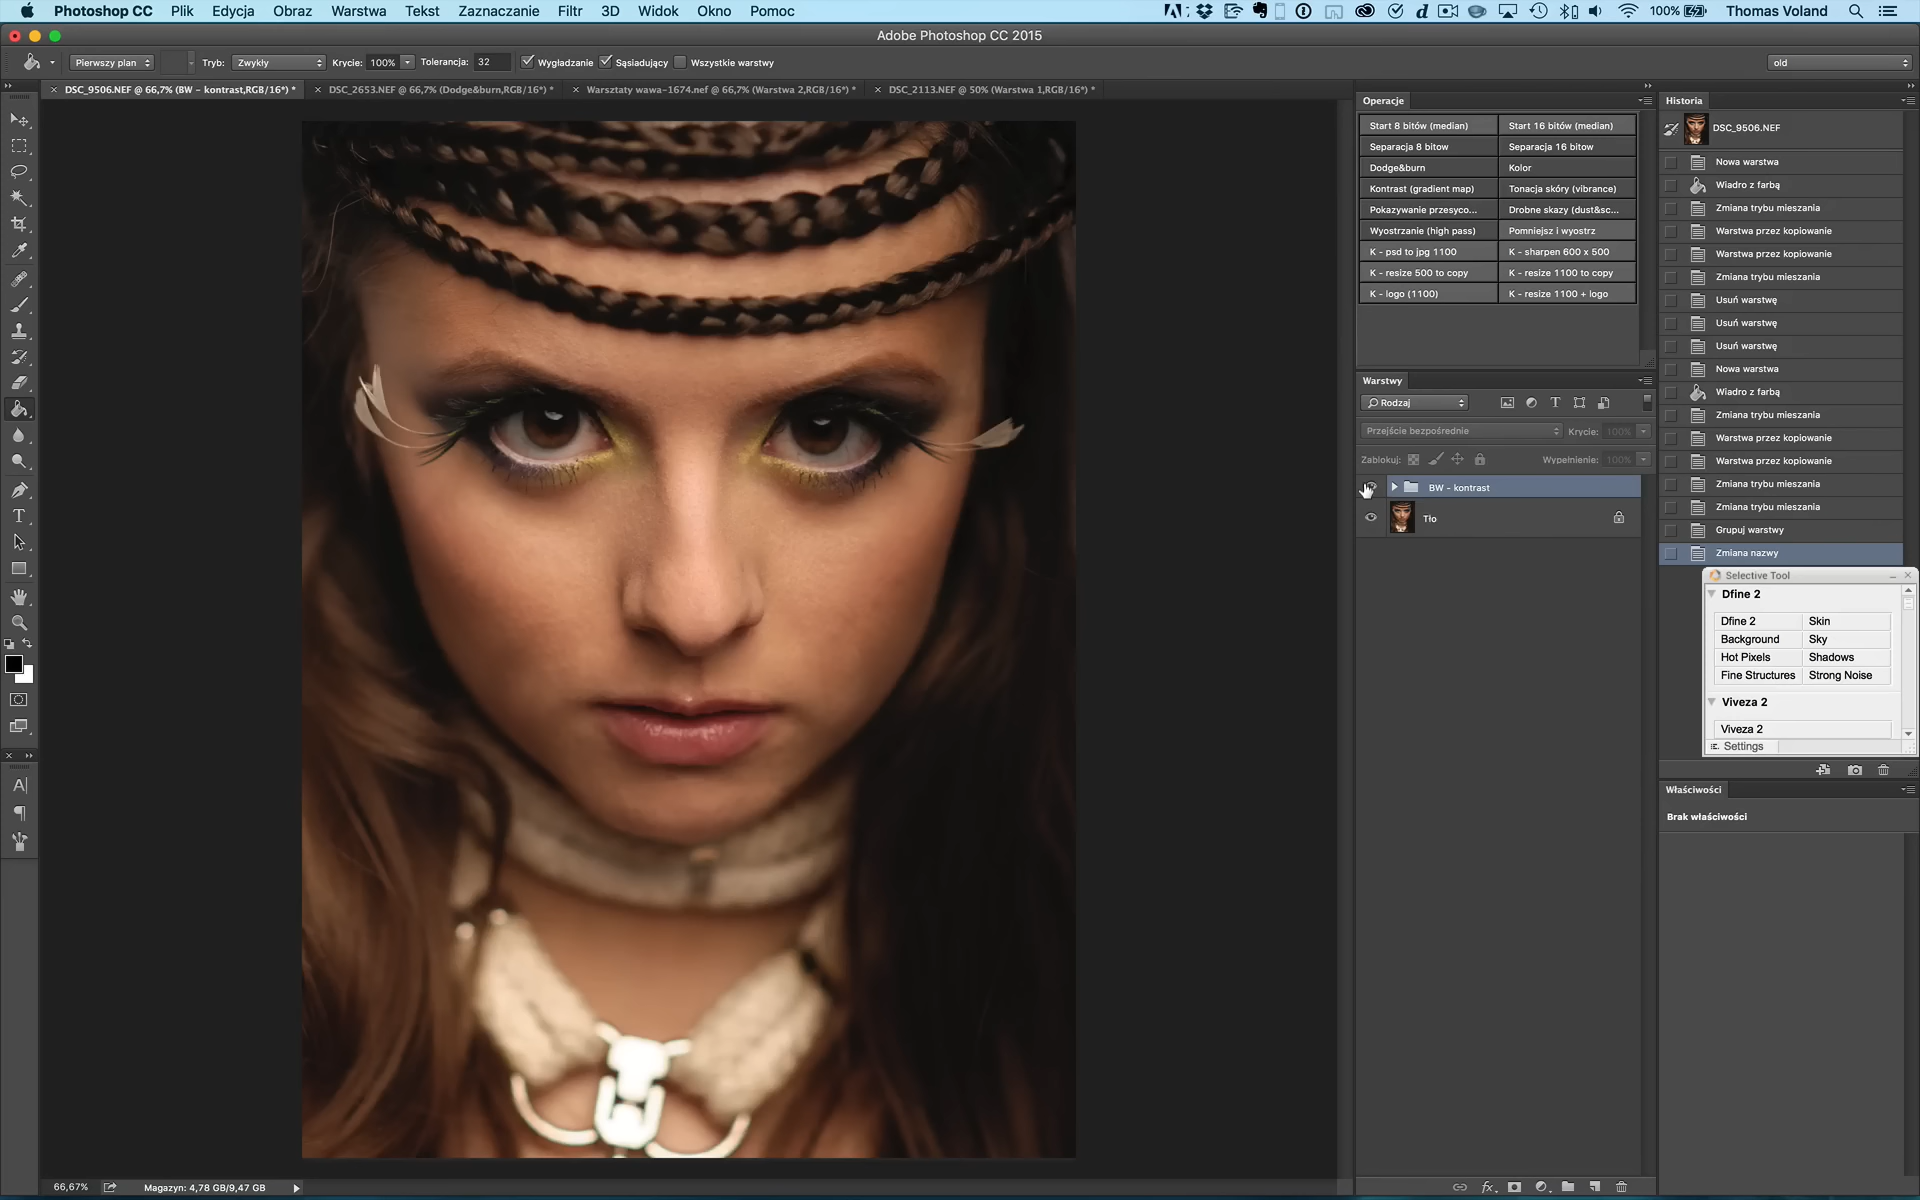 Photoshop CC Plik Edycja Obraz Warstwa Tekst Zaznaczanie Filtr 3D Widok Okno Pomoc 100% Thomas Voland
Adobe Photoshop CC 2015
Pierwszy plan Tryb: Zwykły Krycie: 100% Tolerancja: 32 Wygładzanie Sąsiadujący Wszystkie warstwy old
DSC_9506.NEF @ 66,7% (BW - kontrast,RGB/16*) * DSC_2653.NEF @ 66,7% (Dodge&burn,RGB/16*) * Warsztaty wawa-1674.nef @ 66,7% (Warstwa 2,RGB/16*) * DSC_2113.NEF @ 50% (Warstwa 1,RGB/16*) *
Operacje
Start 8 bitów (median) Start 16 bitów (median)
Separacja 8 bitow Separacja 16 bitow
Dodge&burn Kolor
Kontrast (gradient map) Tonacja skóry (vibrance)
Pokazywanie przesyco... Drobne skazy (dust&sc...
Wyostrzanie (high pass) Pomniejsz i wyostrz
K - psd to jpg 1100 K - sharpen 600 x 500
K - resize 500 to copy K - resize 1100 to copy
K - logo (1100) K - resize 1100 + logo
Warstwy
Rodzaj
Przejście bezpośrednie Krycie: 100%
Zablokuj: Wypełnienie: 100%
BW - kontrast
Tło
Historia
DSC_9506.NEF
Nowa warstwa
Wiadro z farbą
Zmiana trybu mieszania
Warstwa przez kopiowanie
Warstwa przez kopiowanie
Zmiana trybu mieszania
Usuń warstwę
Usuń warstwę
Usuń warstwę
Nowa warstwa
Wiadro z farbą
Zmiana trybu mieszania
Warstwa przez kopiowanie
Warstwa przez kopiowanie
Zmiana trybu mieszania
Zmiana trybu mieszania
Grupuj warstwy
Zmiana nazwy
Selective Tool
Dfine 2
Dfine 2 Skin
Background Sky
Hot Pixels Shadows
Fine Structures Strong Noise
Viveza 2
Viveza 2
Settings
Właściwości
Brak właściwości
66,67% Magazyn: 4,78 GB/9,47 GB